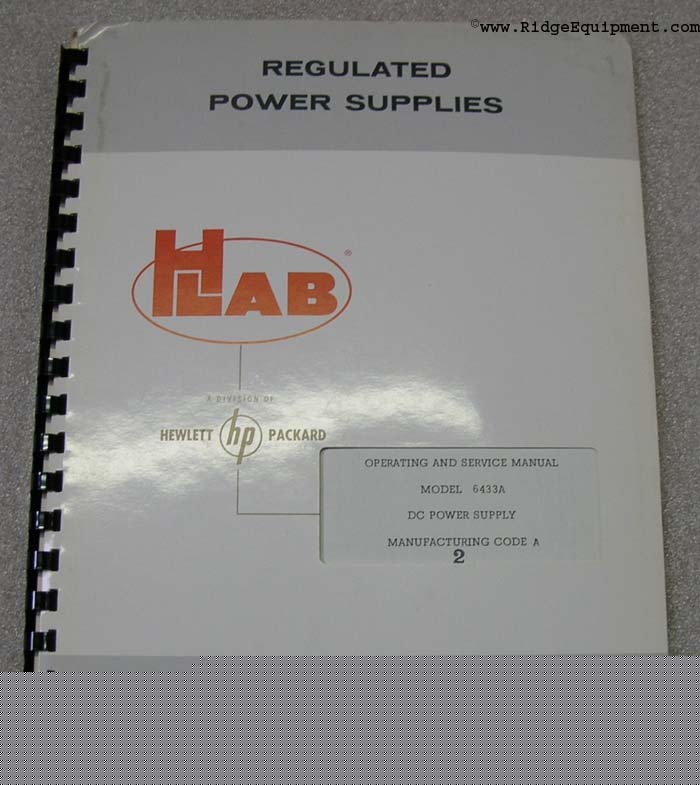 ©www.RidgeEquipment.com
REGULATED
POWER SUPPLIES
HLAB®
A DIVISION OF
HEWLETT hp PACKARD
OPERATING AND SERVICE MANUAL
MODEL 6433A
DC POWER SUPPLY
MANUFACTURING CODE A
2